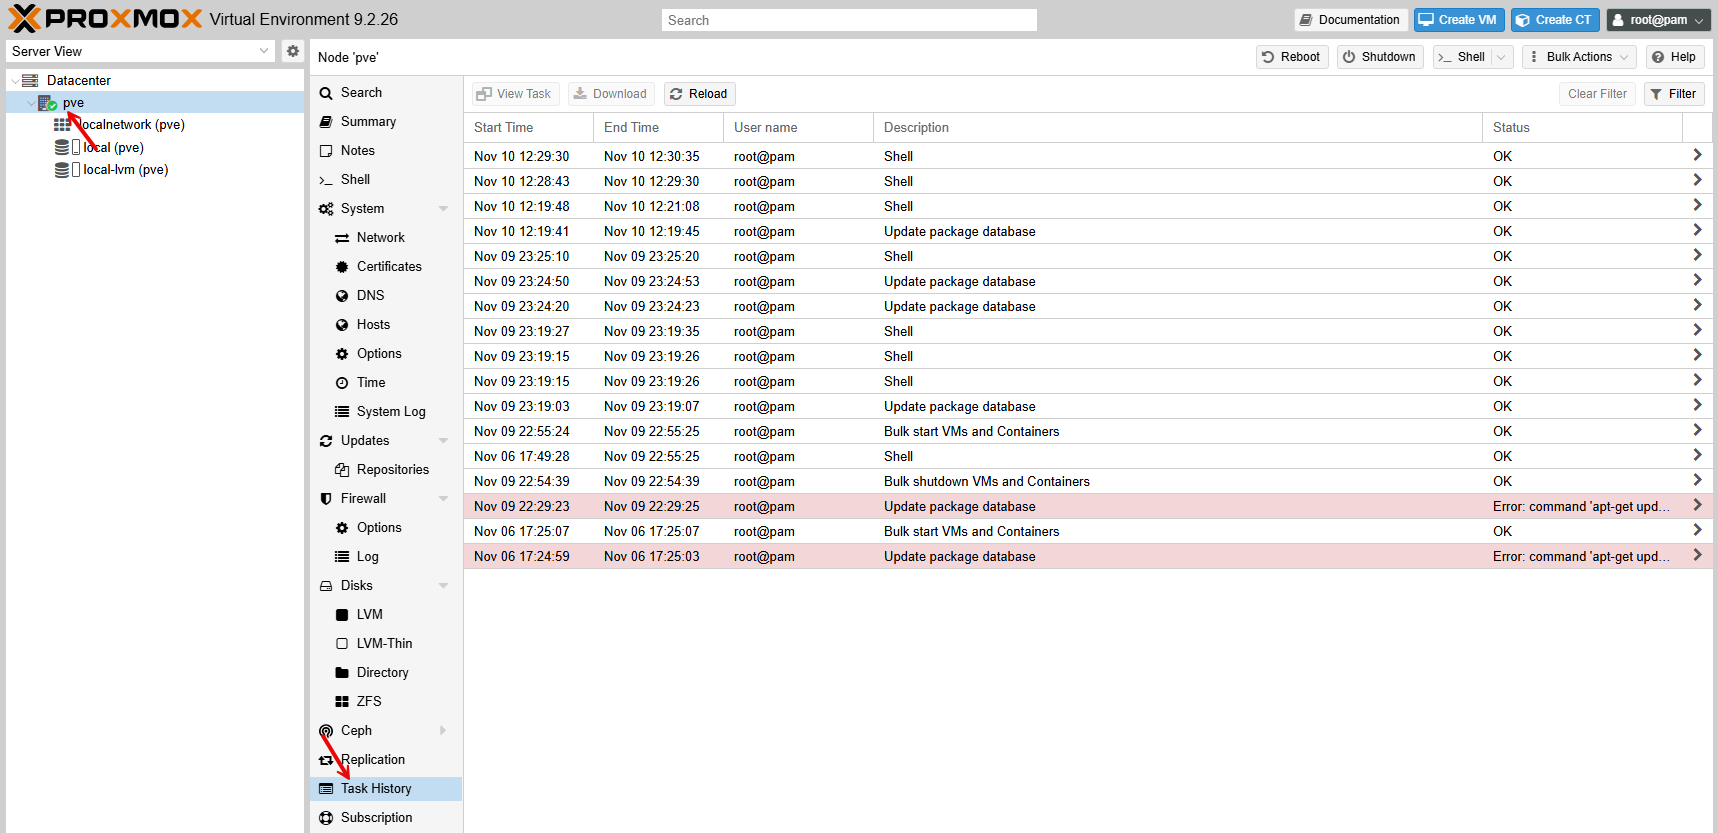 PROXMOX Virtual Environment 9.2.26
Search
Documentation
Create VM
Create CT
root@pam
Server View
Datacenter
pve
localnetwork (pve)
local (pve)
local-lvm (pve)
Node 'pve'
Reboot
Shutdown
Shell
Bulk Actions
Help
Search
Summary
Notes
Shell
System
Network
Certificates
DNS
Hosts
Options
Time
System Log
Updates
Repositories
Firewall
Options
Log
Disks
LVM
LVM-Thin
Directory
ZFS
Ceph
Replication
Task History
Subscription
View Task
Download
Reload
Clear Filter
Filter
Start Time End Time User name Description Status
Nov 10 12:29:30 Nov 10 12:30:35 root@pam Shell OK
Nov 10 12:28:43 Nov 10 12:29:30 root@pam Shell OK
Nov 10 12:19:48 Nov 10 12:21:08 root@pam Shell OK
Nov 10 12:19:41 Nov 10 12:19:45 root@pam Update package database OK
Nov 09 23:25:10 Nov 09 23:25:20 root@pam Shell OK
Nov 09 23:24:50 Nov 09 23:24:53 root@pam Update package database OK
Nov 09 23:24:20 Nov 09 23:24:23 root@pam Update package database OK
Nov 09 23:19:27 Nov 09 23:19:35 root@pam Shell OK
Nov 09 23:19:15 Nov 09 23:19:26 root@pam Shell OK
Nov 09 23:19:15 Nov 09 23:19:26 root@pam Shell OK
Nov 09 23:19:03 Nov 09 23:19:07 root@pam Update package database OK
Nov 09 22:55:24 Nov 09 22:55:25 root@pam Bulk start VMs and Containers OK
Nov 06 17:49:28 Nov 09 22:55:25 root@pam Shell OK
Nov 09 22:54:39 Nov 09 22:54:39 root@pam Bulk shutdown VMs and Containers OK
Nov 09 22:29:23 Nov 09 22:29:25 root@pam Update package database Error: command 'apt-get upd...
Nov 06 17:25:07 Nov 06 17:25:07 root@pam Bulk start VMs and Containers OK
Nov 06 17:24:59 Nov 06 17:25:03 root@pam Update package database Error: command 'apt-get upd...